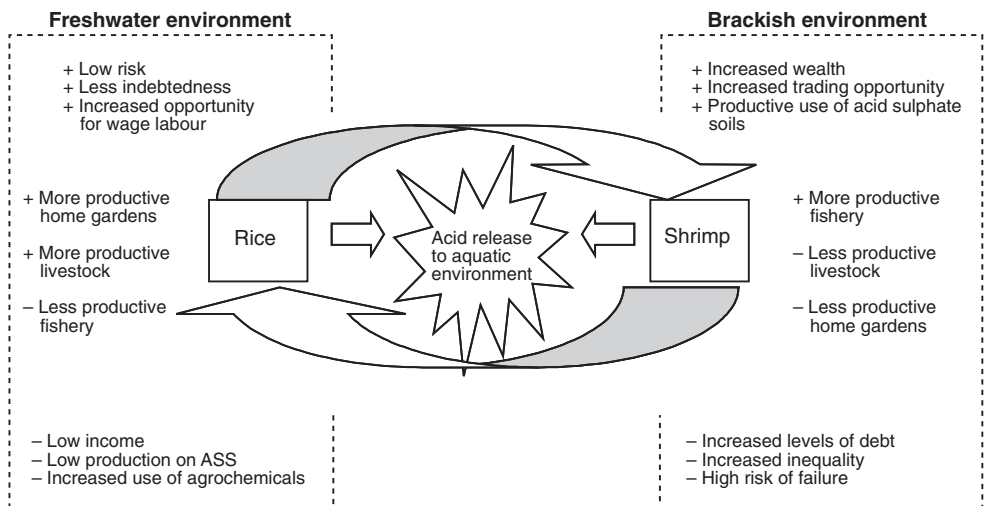 Freshwater environment
Brackish environment
+ Low risk
+ Less indebtedness
+ Increased opportunity
for wage labour
+ Increased wealth
+ Increased trading opportunity
+ Productive use of acid sulphate
soils
+ More productive
home gardens
+ More productive
livestock
– Less productive
fishery
Rice
Acid release
to aquatic
environment
Shrimp
+ More productive
fishery
– Less productive
livestock
– Less productive
home gardens
– Low income
– Low production on ASS
– Increased use of agrochemicals
– Increased levels of debt
– Increased inequality
– High risk of failure